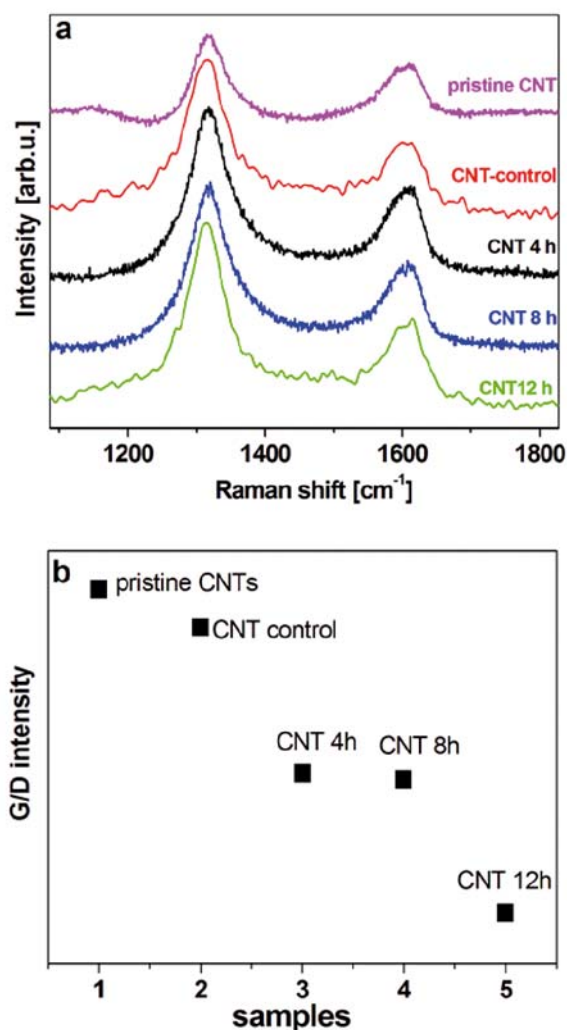 a
pristine CNT
CNT-control
CNT 4 h
CNT 8 h
CNT12 h
Intensity [arb.u.]
1200 1400 1600 1800
Raman shift [cm⁻¹]
b
pristine CNTs
CNT control
CNT 4h
CNT 8h
CNT 12h
G/D intensity
1 2 3 4 5
samples